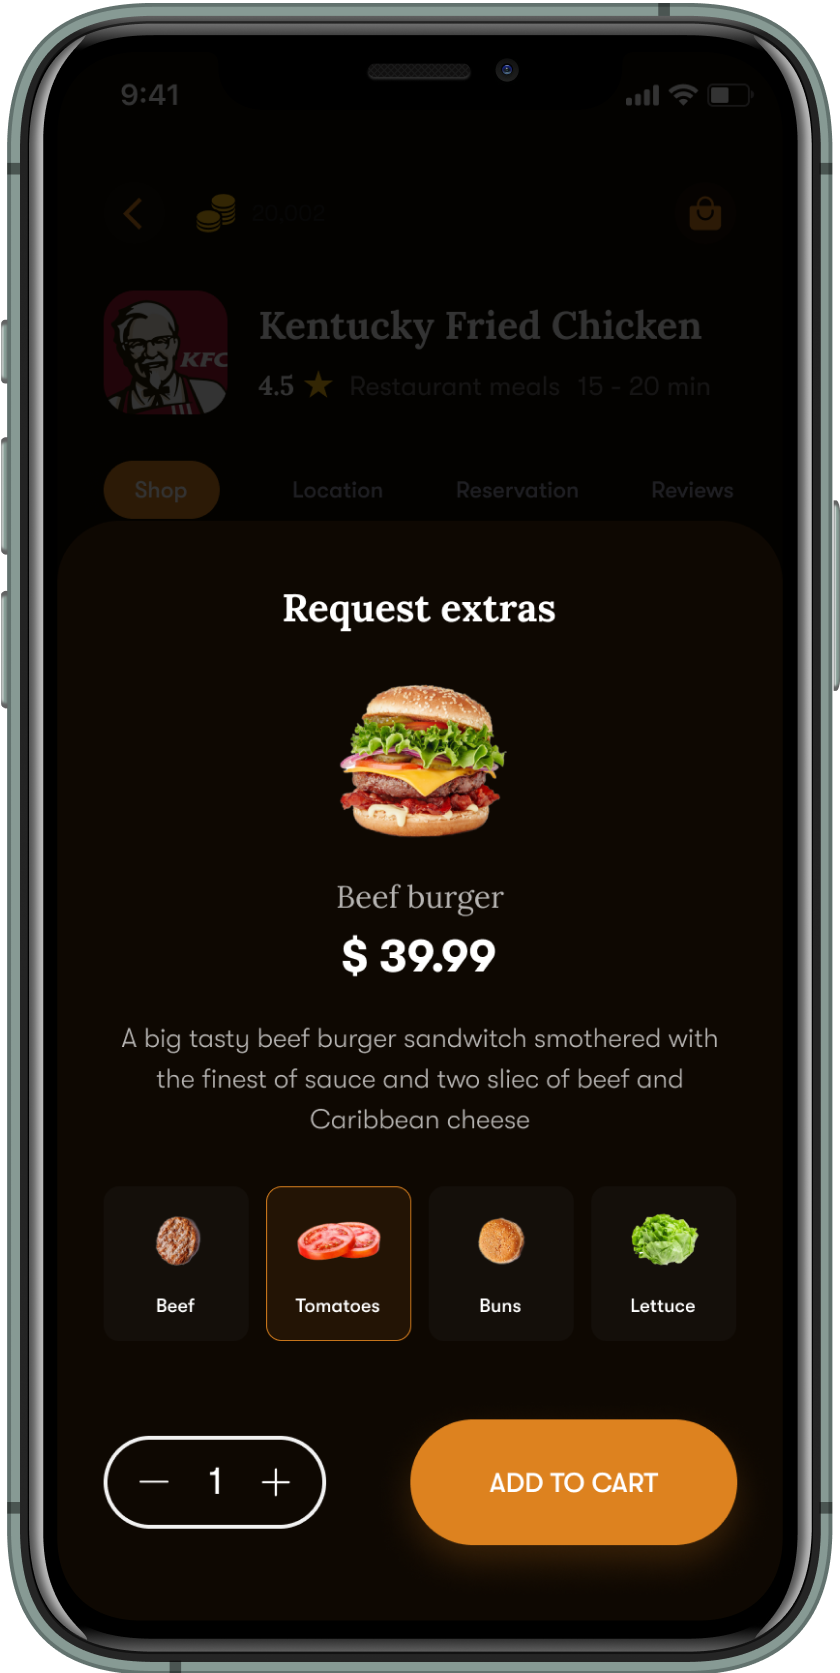 9:41
20,002
KFC
Kentucky Fried Chicken
4.5 Restaurant meals 15 - 20 min
Shop Location Reservation Reviews
Request extras
Beef burger
$ 39.99
A big tasty beef burger sandwitch smothered with
the finest of sauce and two sliec of beef and
Caribbean cheese
Beef Tomatoes Buns Lettuce
1 ADD TO CART